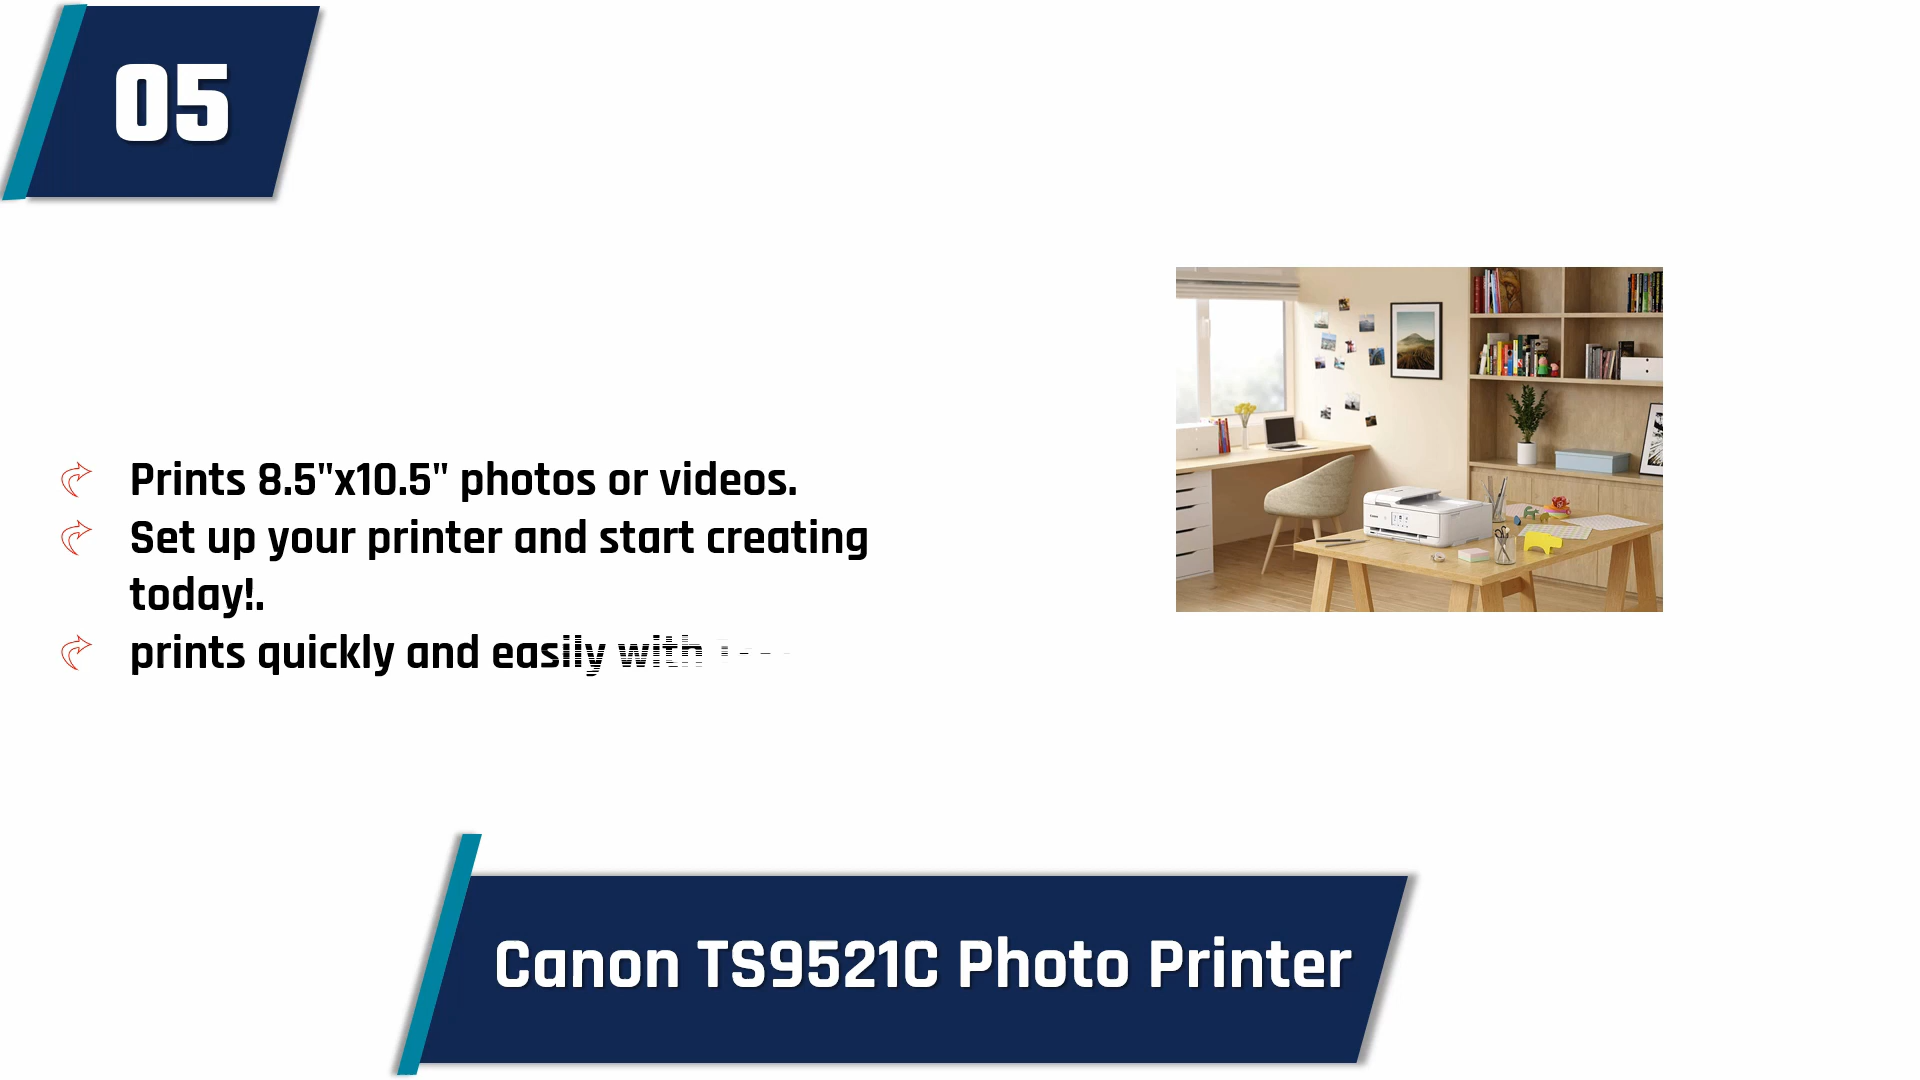 05
Prints 8.5"x10.5" photos or videos.
Set up your printer and start creating
today!.
prints quickly and easily with
Canon TS9521C Photo Printer